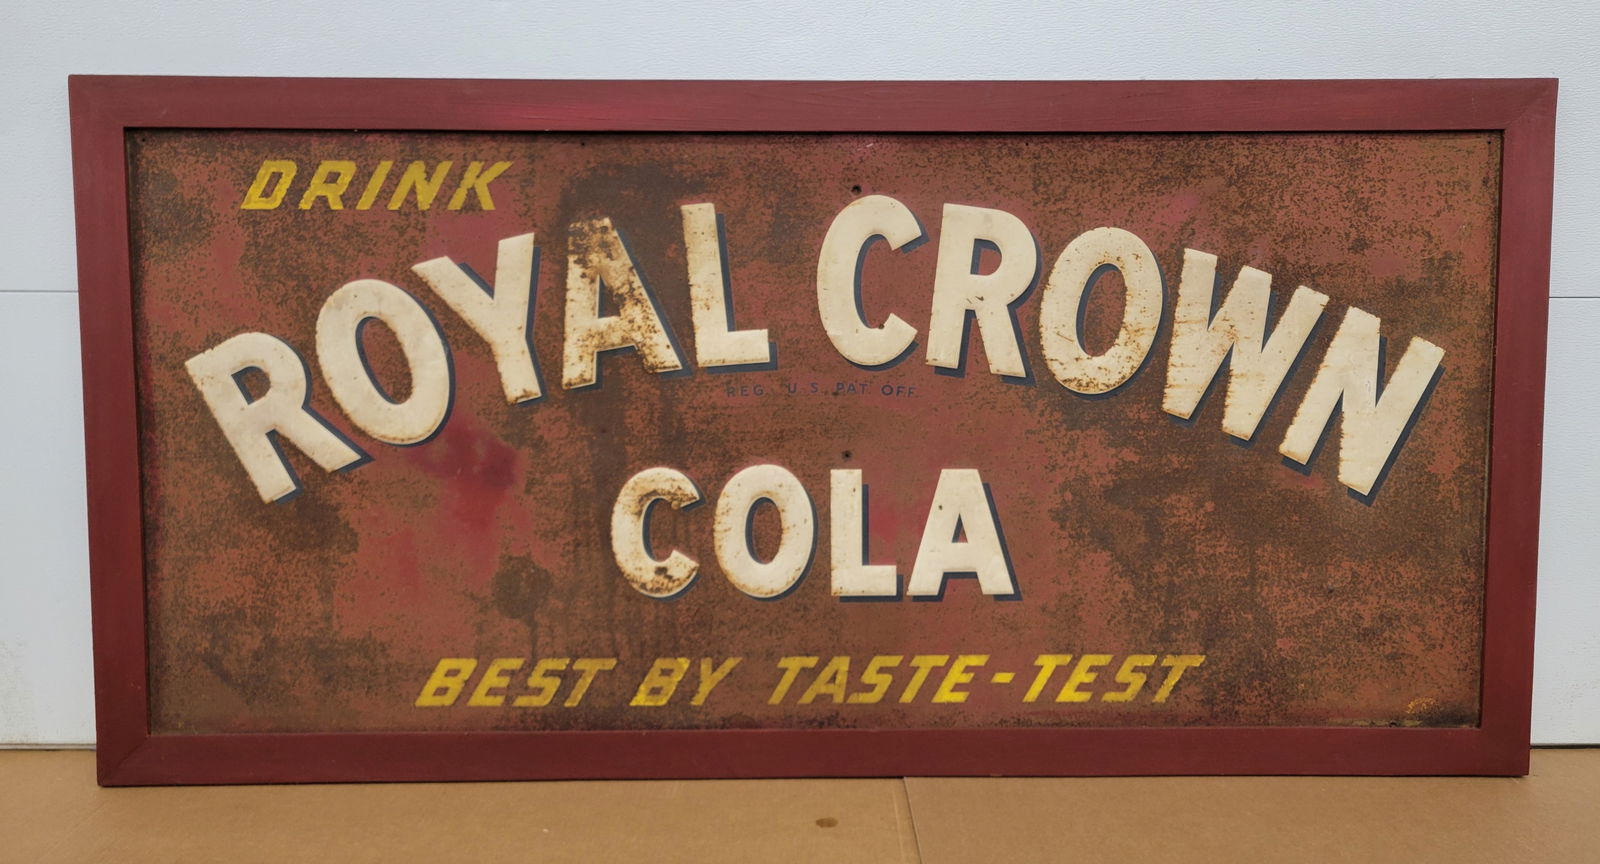 DRINK
ROYAL CROWN
REG. U.S. PAT. OFF.
COLA
BEST BY TASTE-TEST